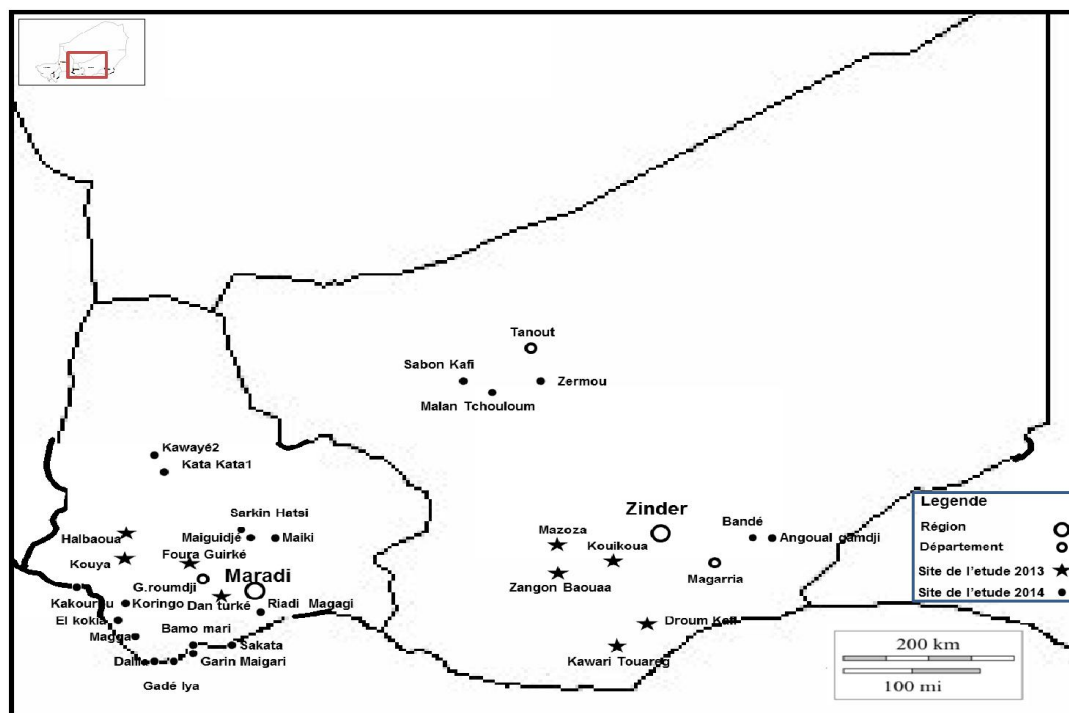 Tanout
Sabon Kafi
Zermou
Malan Tchouloum
Kawayé2
Kata Kata1
Sarkin Hatsi
Halbaoua
Maiguidjé
Maiki
Foura Guirké
Kouya
G.roumdji
Maradi
Kakourou
Koringo
Dan turké
Riadi Magagi
El kokia
Magga
Bamo mari
Sakata
Dalli
Garin Maigari
Gadé Iya
Zinder
Mazoza
Kouikoua
Bandé
Angoual gamdji
Zangon Baouaa
Magarria
Droum Kafi
Kawari Touareg
Legende
Région
Département
Site de l'etude 2013
Site de l'etude 2014
200 km
100 mi